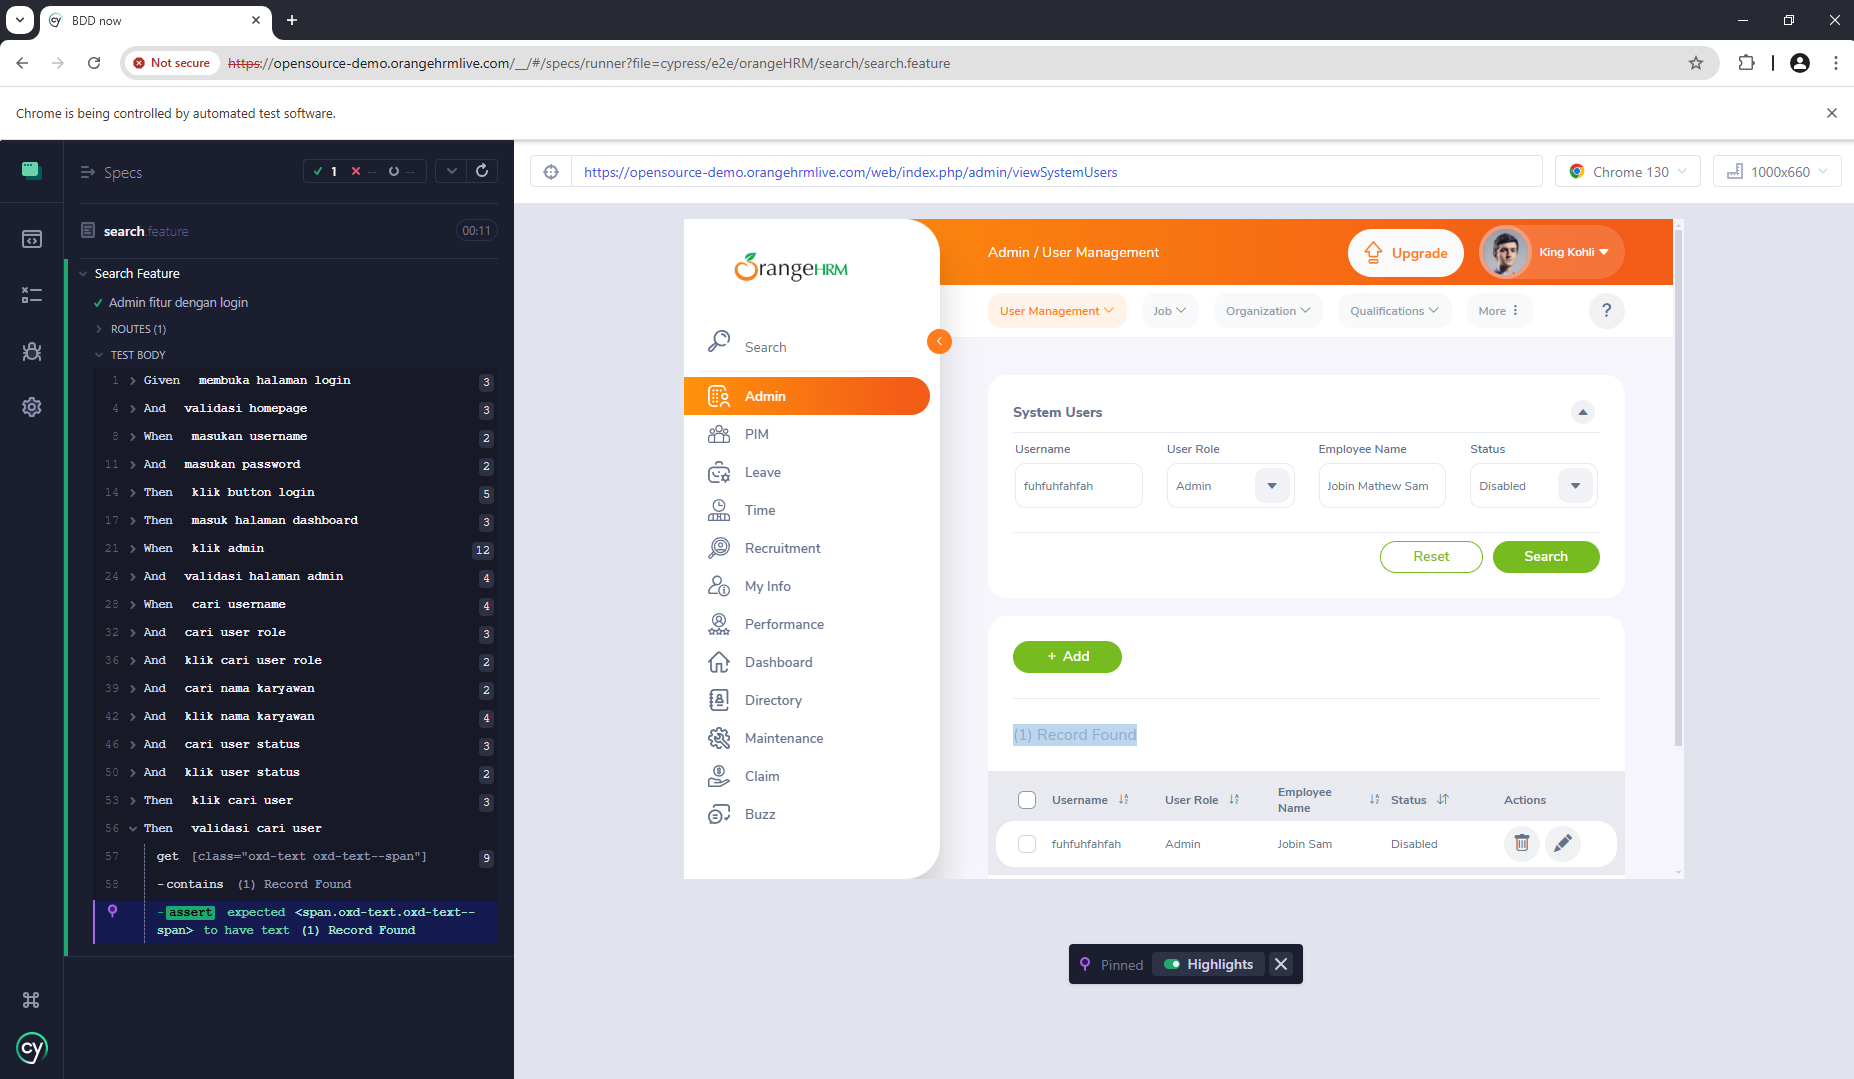 BDD now
Not secure
https://opensource-demo.orangehrmlive.com/__/#/specs/runner?file=cypress/e2e/orangeHRM/search/search.feature
Chrome is being controlled by automated test software.
Specs
1 -- --
https://opensource-demo.orangehrmlive.com/web/index.php/admin/viewSystemUsers
Chrome 130
1000x660
search.feature 00:11
Search Feature
Admin fitur dengan login
ROUTES (1)
TEST BODY
1 Given membuka halaman login 3
4 And validasi homepage 3
8 When masukan username 2
11 And masukan password 2
14 Then klik button login 5
17 Then masuk halaman dashboard 3
21 When klik admin 12
24 And validasi halaman admin 4
28 When cari username 4
32 And cari user role 3
36 And klik cari user role 2
39 And cari nama karyawan 2
42 And klik nama karyawan 4
46 And cari user status 3
50 And klik user status 2
53 Then klik cari user 3
56 Then validasi cari user
57 get [class="oxd-text oxd-text--span"] 9
58 -contains (1) Record Found
-assert expected <span.oxd-text.oxd-text--
span> to have text (1) Record Found
cy
OrangeHRM
Search
Admin
PIM
Leave
Time
Recruitment
My Info
Performance
Dashboard
Directory
Maintenance
Claim
Buzz
Admin / User Management
Upgrade
King Kohli
User Management
Job
Organization
Qualifications
More
?
System Users
Username User Role Employee Name Status
fuhfuhfahfah Admin Jobin Mathew Sam Disabled
Reset Search
+ Add
(1) Record Found
Username User Role Employee Name Status Actions
fuhfuhfahfah Admin Jobin Sam Disabled
Pinned Highlights